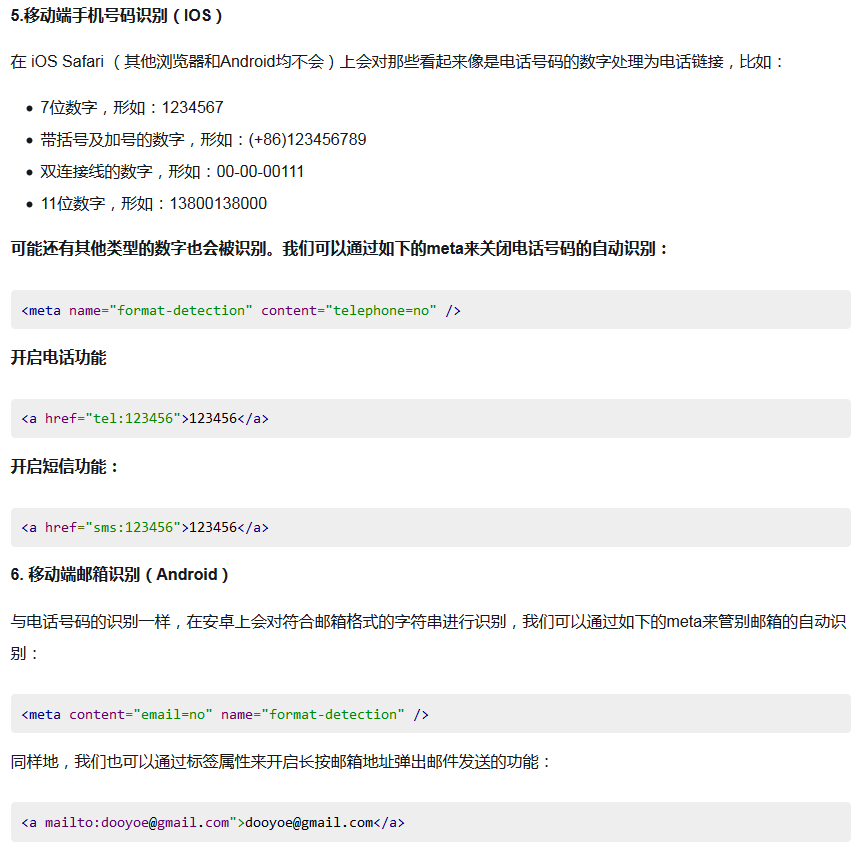 5.移动端手机号码识别（IOS）
在 iOS Safari （其他浏览器和Android均不会）上会对那些看起来像是电话号码的数字处理为电话链接，比如：
7位数字，形如：1234567
带括号及加号的数字，形如：(+86)123456789
双连接线的数字，形如：00-00-00111
11位数字，形如：13800138000
可能还有其他类型的数字也会被识别。我们可以通过如下的meta来关闭电话号码的自动识别：
<meta name="format-detection" content="telephone=no" />
开启电话功能
<a href="tel:123456">123456</a>
开启短信功能：
<a href="sms:123456">123456</a>
6. 移动端邮箱识别（Android）
与电话号码的识别一样，在安卓上会对符合邮箱格式的字符串进行识别，我们可以通过如下的meta来管别邮箱的自动识
别：
<meta content="email=no" name="format-detection" />
同样地，我们也可以通过标签属性来开启长按邮箱地址弹出邮件发送的功能：
<a mailto:dooyoe@gmail.com">dooyoe@gmail.com</a>